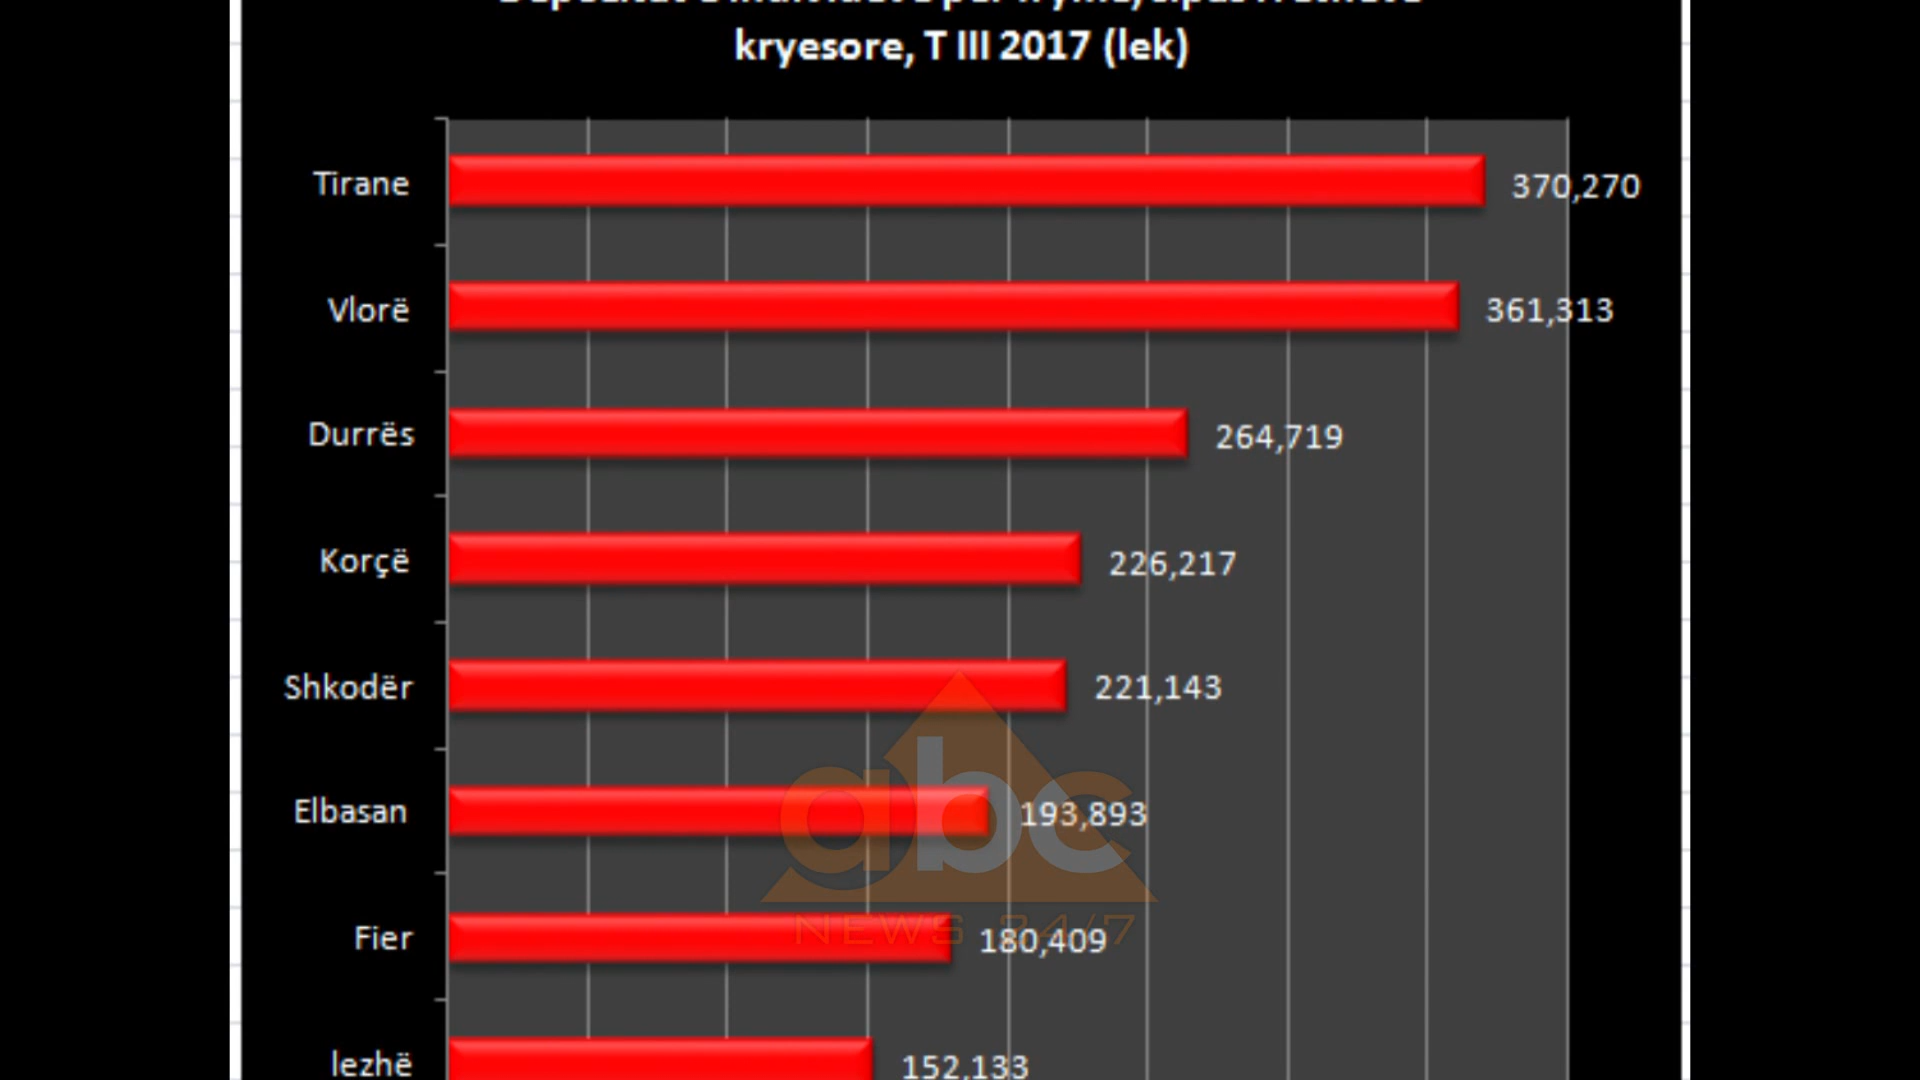 kryesore, T III 2017 (lek)
Tirane 370,270
Vlorë 361,313
Durrës 264,719
Korçë 226,217
Shkodër 221,143
Elbasan 193,893
Fier 180,409
lezhë 152,133
abc
NEWS 24/7